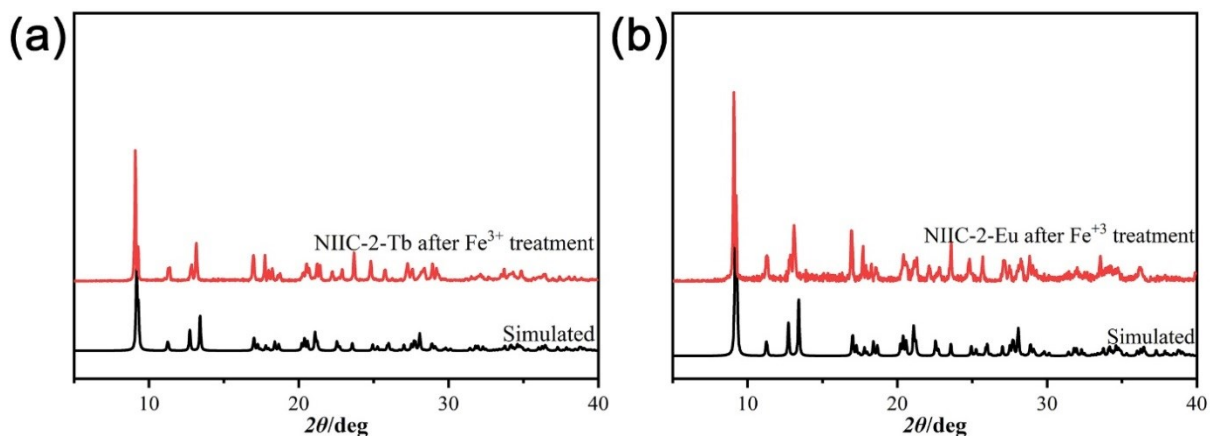 (a)
NIIC-2-Tb after Fe³⁺ treatment
Simulated
10 20 30 40
2θ/deg
(b)
NIIC-2-Eu after Fe⁺³ treatment
Simulated
10 20 30 40
2θ/deg